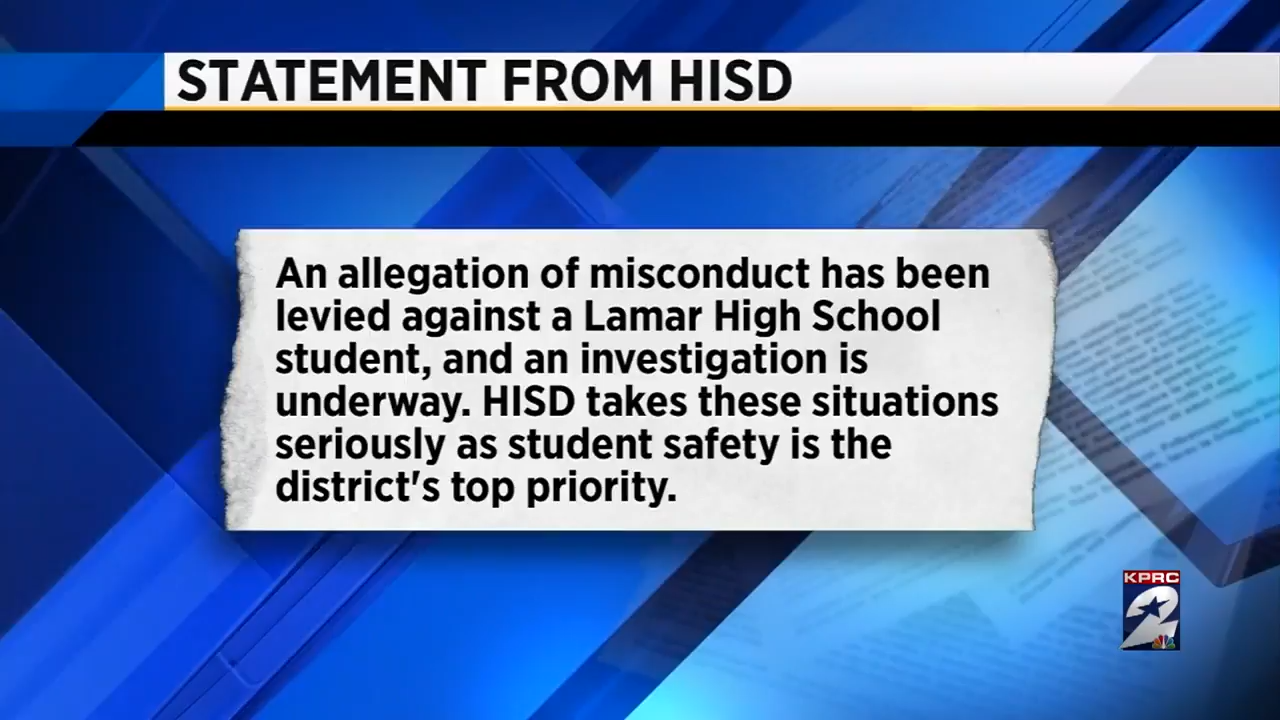 STATEMENT FROM HISD
An allegation of misconduct has been
levied against a Lamar High School
student, and an investigation is
underway. HISD takes these situations
seriously as student safety is the
district's top priority.
KPRC
2